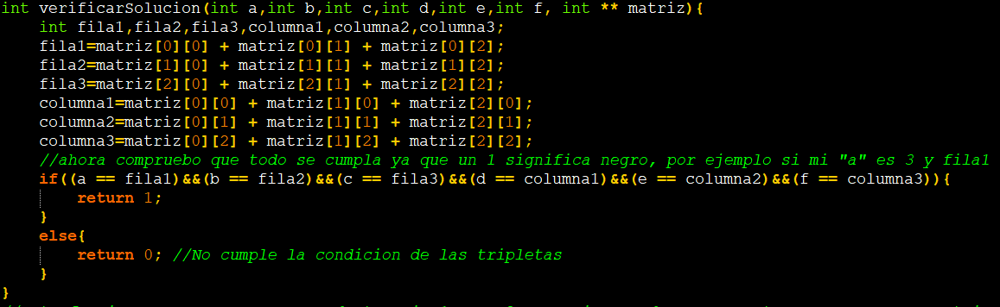 int verificarSolucion(int a,int b,int c,int d,int e,int f, int ** matriz){
int fila1,fila2,fila3,columna1,columna2,columna3;
fila1=matriz[0][0] + matriz[0][1] + matriz[0][2];
fila2=matriz[1][0] + matriz[1][1] + matriz[1][2];
fila3=matriz[2][0] + matriz[2][1] + matriz[2][2];
columna1=matriz[0][0] + matriz[1][0] + matriz[2][0];
columna2=matriz[0][1] + matriz[1][1] + matriz[2][1];
columna3=matriz[0][2] + matriz[1][2] + matriz[2][2];
//ahora compruebo que todo se cumpla ya que un 1 significa negro, por ejemplo si mi "a" es 3 y fila1
if((a == fila1)&&(b == fila2)&&(c == fila3)&&(d == columna1)&&(e == columna2)&&(f == columna3)){
return 1;
}
else{
return 0; //No cumple la condicion de las tripletas
}
}